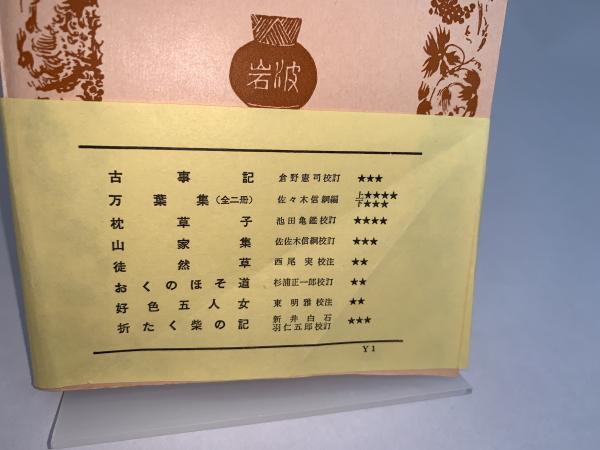 岩波
古事記 倉野憲司校訂 ★★★
万葉集(全二冊) 佐々木信綱編 上★★★★ 下★★★
枕草子 池田亀鑑校訂 ★★★★
山家集 佐佐木信綱校訂 ★★★
徒然草 西尾実校注 ★★
おくのほそ道 杉浦正一郎校訂 ★★
好色五人女 東明雅校注 ★★
折たく柴の記 新井白石 羽仁五郎校訂 ★★★
Y1